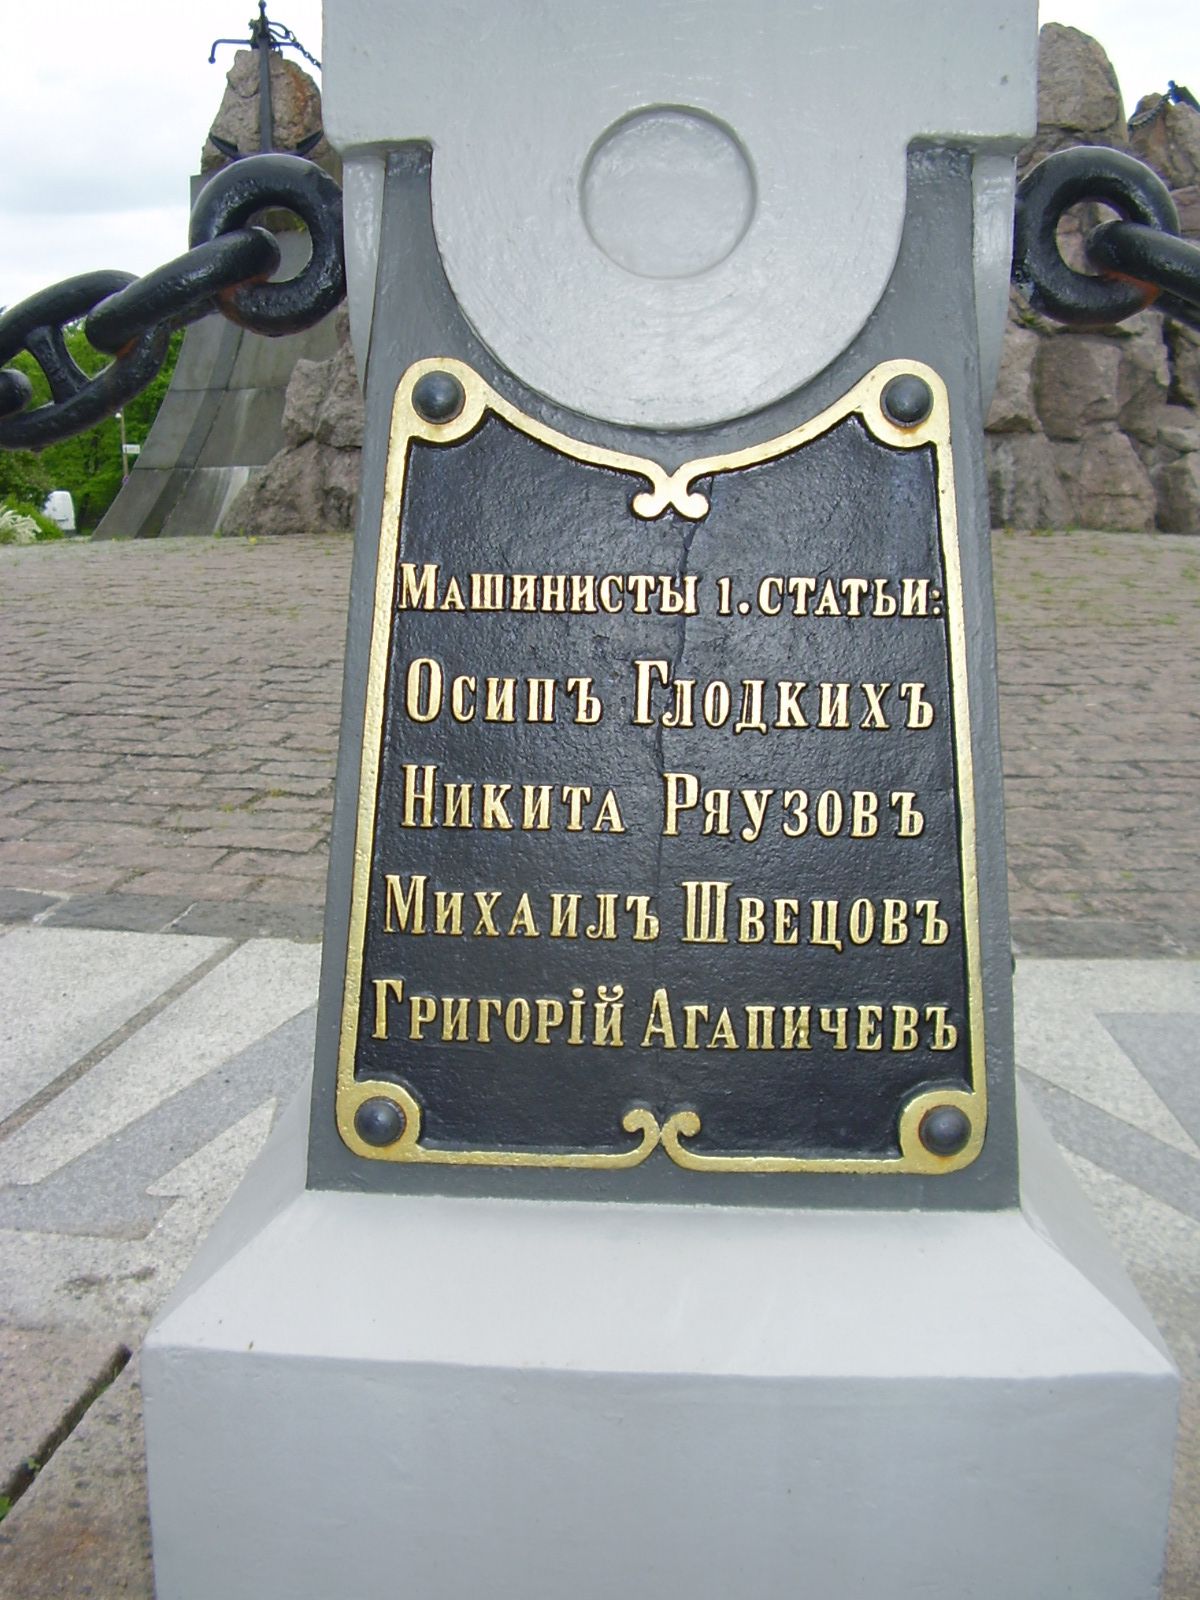 Машинисты 1. статьи:
Осипъ Глодкихъ
Никита Ряузовъ
Михаилъ Швецовъ
Григорій Агапичевъ